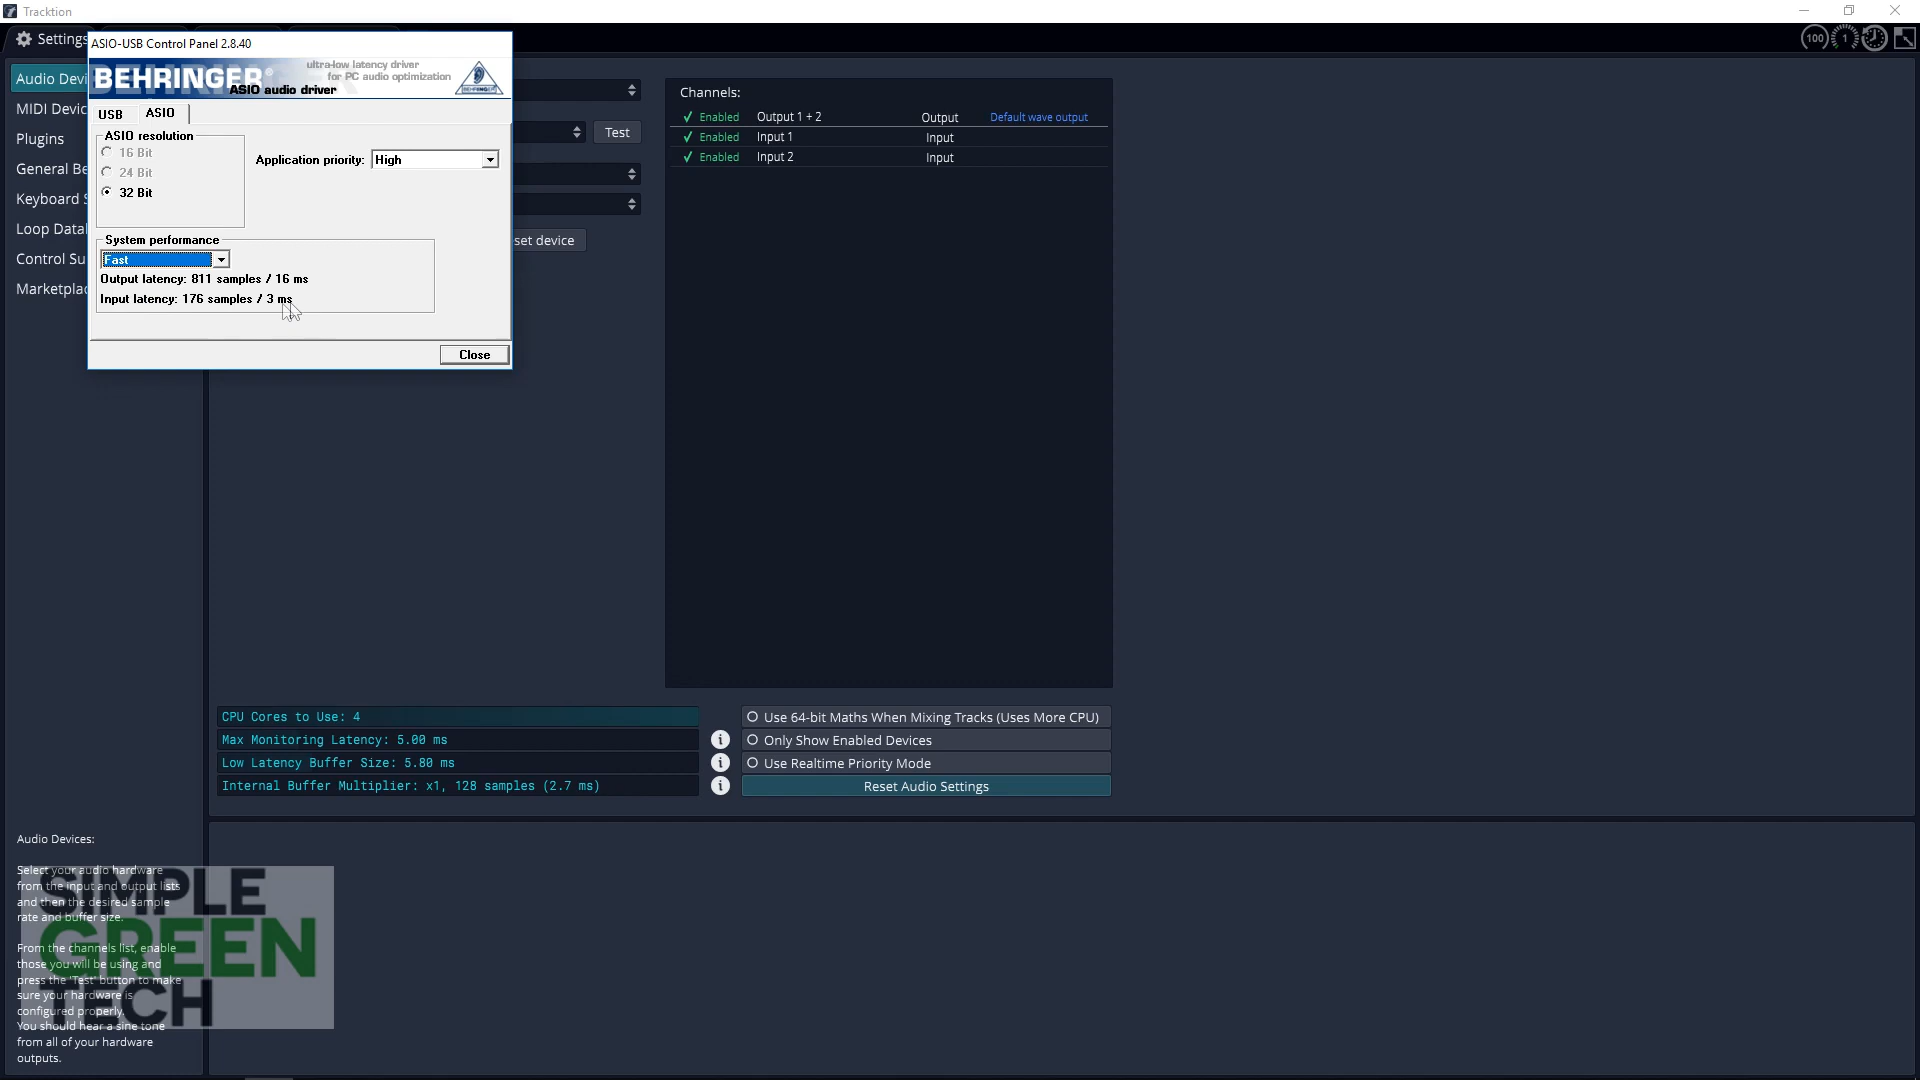 Tracktion
Settings
100
1
ASIO-USB Control Panel 2.8.40
BEHRINGER®
ultra-low latency driver
for PC audio optimization
ASIO audio driver
BEHRINGER
USB
ASIO
ASIO resolution
16 Bit
24 Bit
32 Bit
Application priority:
High
System performance
Fast
Output latency: 811 samples / 16 ms
Input latency: 176 samples / 3 ms
Close
Audio Devi
MIDI Devic
Plugins
General Be
Keyboard S
Loop Datal
Control Su
Marketplac
Test
set device
Channels:
Enabled Output 1 + 2 Output Default wave output
Enabled Input 1 Input
Enabled Input 2 Input
CPU Cores to Use: 4
Max Monitoring Latency: 5.00 ms
Low Latency Buffer Size: 5.80 ms
Internal Buffer Multiplier: x1, 128 samples (2.7 ms)
i
i
i
Use 64-bit Maths When Mixing Tracks (Uses More CPU)
Only Show Enabled Devices
Use Realtime Priority Mode
Reset Audio Settings
Audio Devices:
Select your audio hardware
from the input and output lists
and then the desired sample
rate and buffer size.
From the channels list, enable
those you will be using and
press the 'Test' button to make
sure your hardware is
configured properly.
You should hear a sine tone
from all of your hardware
outputs.
SIMPLE
GREEN
TECH